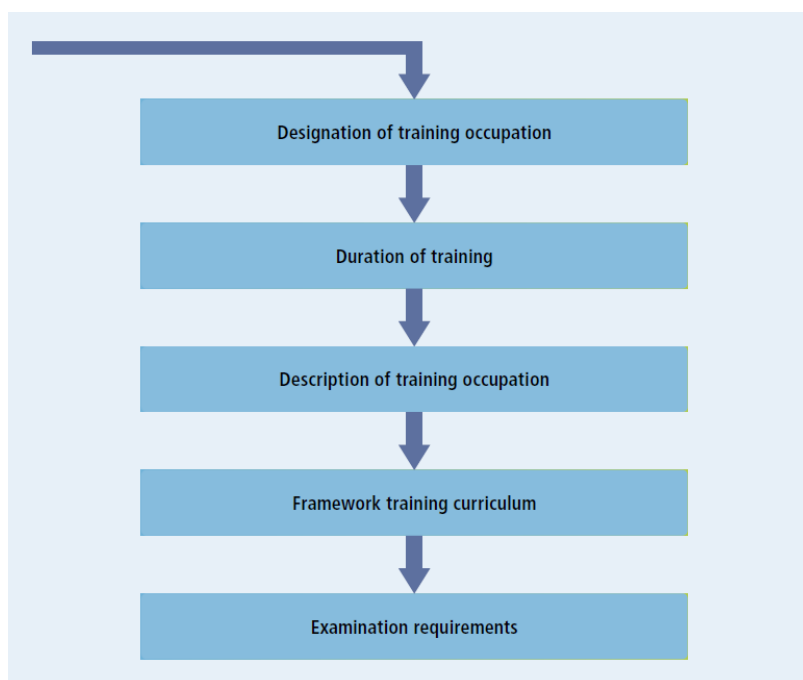 Designation of training occupation
Duration of training
Description of training occupation
Framework training curriculum
Examination requirements